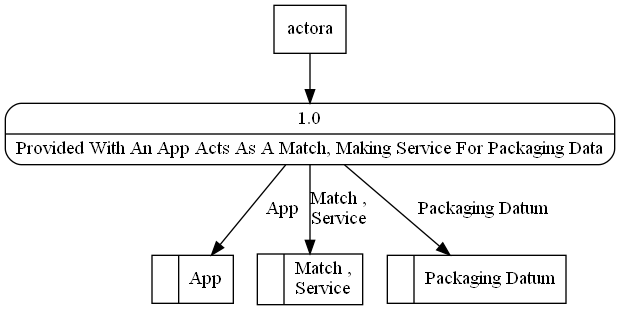 actora
1.0
Provided With An App Acts As A Match, Making Service For Packaging Data
App
Match ,
Service
Packaging Datum
App
Match ,
Service
Packaging Datum